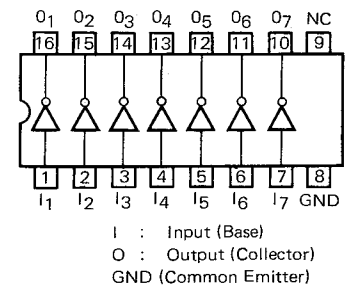 O1 O2 O3 O4 O5 O6 O7 NC
16 15 14 13 12 11 10 9
1 2 3 4 5 6 7 8
I1 I2 I3 I4 I5 I6 I7 GND
I : Input (Base)
O : Output (Collector)
GND (Common Emitter)